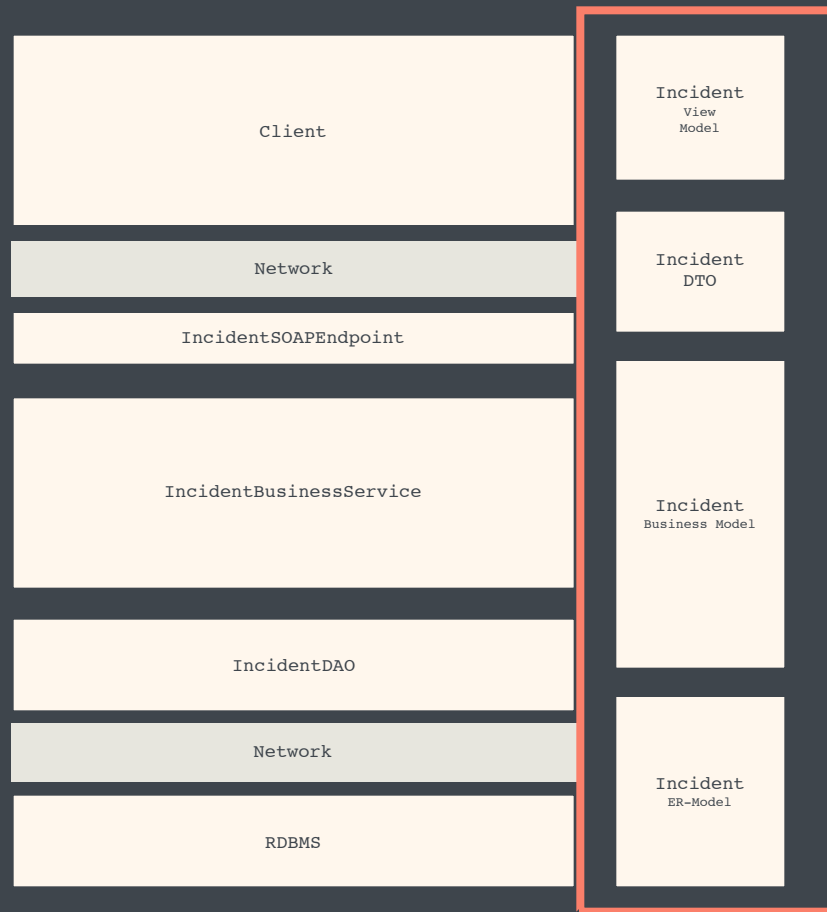 Client
Network
IncidentSOAPEndpoint
IncidentBusinessService
IncidentDAO
Network
RDBMS
Incident
View
Model
Incident
DTO
Incident
Business Model
Incident
ER-Model